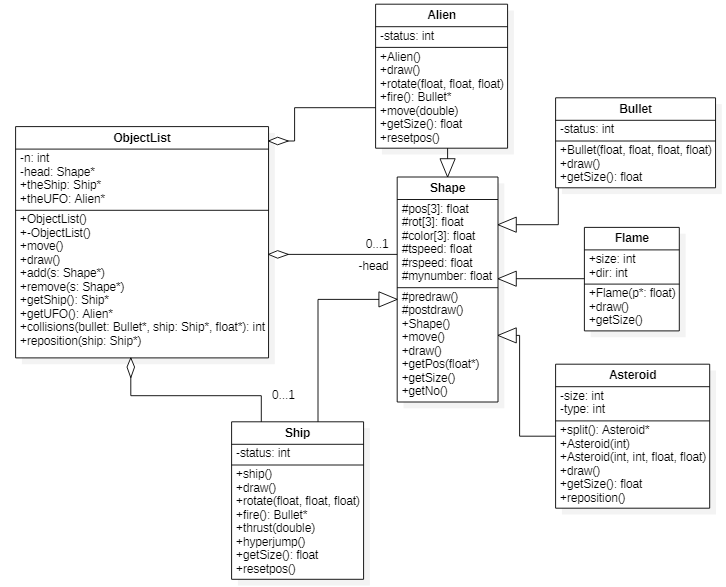 Alien
-status: int
+Alien()
+draw()
+rotate(float, float, float)
+fire(): Bullet*
+move(double)
+getSize(): float
+resetpos()
ObjectList
-n: int
-head: Shape*
+theShip: Ship*
+theUFO: Alien*
+ObjectList()
+-ObjectList()
+move()
+draw()
+add(s: Shape*)
+remove(s: Shape*)
+getShip(): Ship*
+getUFO(): Alien*
+collisions(bullet: Bullet*, ship: Ship*, float*): int
+reposition(ship: Ship*)
0...1
-head
Shape
#pos[3]: float
#rot[3]: float
#color[3]: float
#tspeed: float
#rspeed: float
#mynumber: float
#predraw()
#postdraw()
+Shape()
+move()
+draw()
+getPos(float*)
+getSize()
+getNo()
Bullet
-status: int
+Bullet(float, float, float, float)
+draw()
+getSize(): float
Flame
+size: int
+dir: int
+Flame(p*: float)
+draw()
+getSize()
Asteroid
-size: int
-type: int
+split(): Asteroid*
+Asteroid(int)
+Asteroid(int, int, float, float)
+draw()
+getSize(): float
+reposition()
0...1
Ship
-status: int
+ship()
+draw()
+rotate(float, float, float)
+fire(): Bullet*
+thrust(double)
+hyperjump()
+getSize(): float
+resetpos()